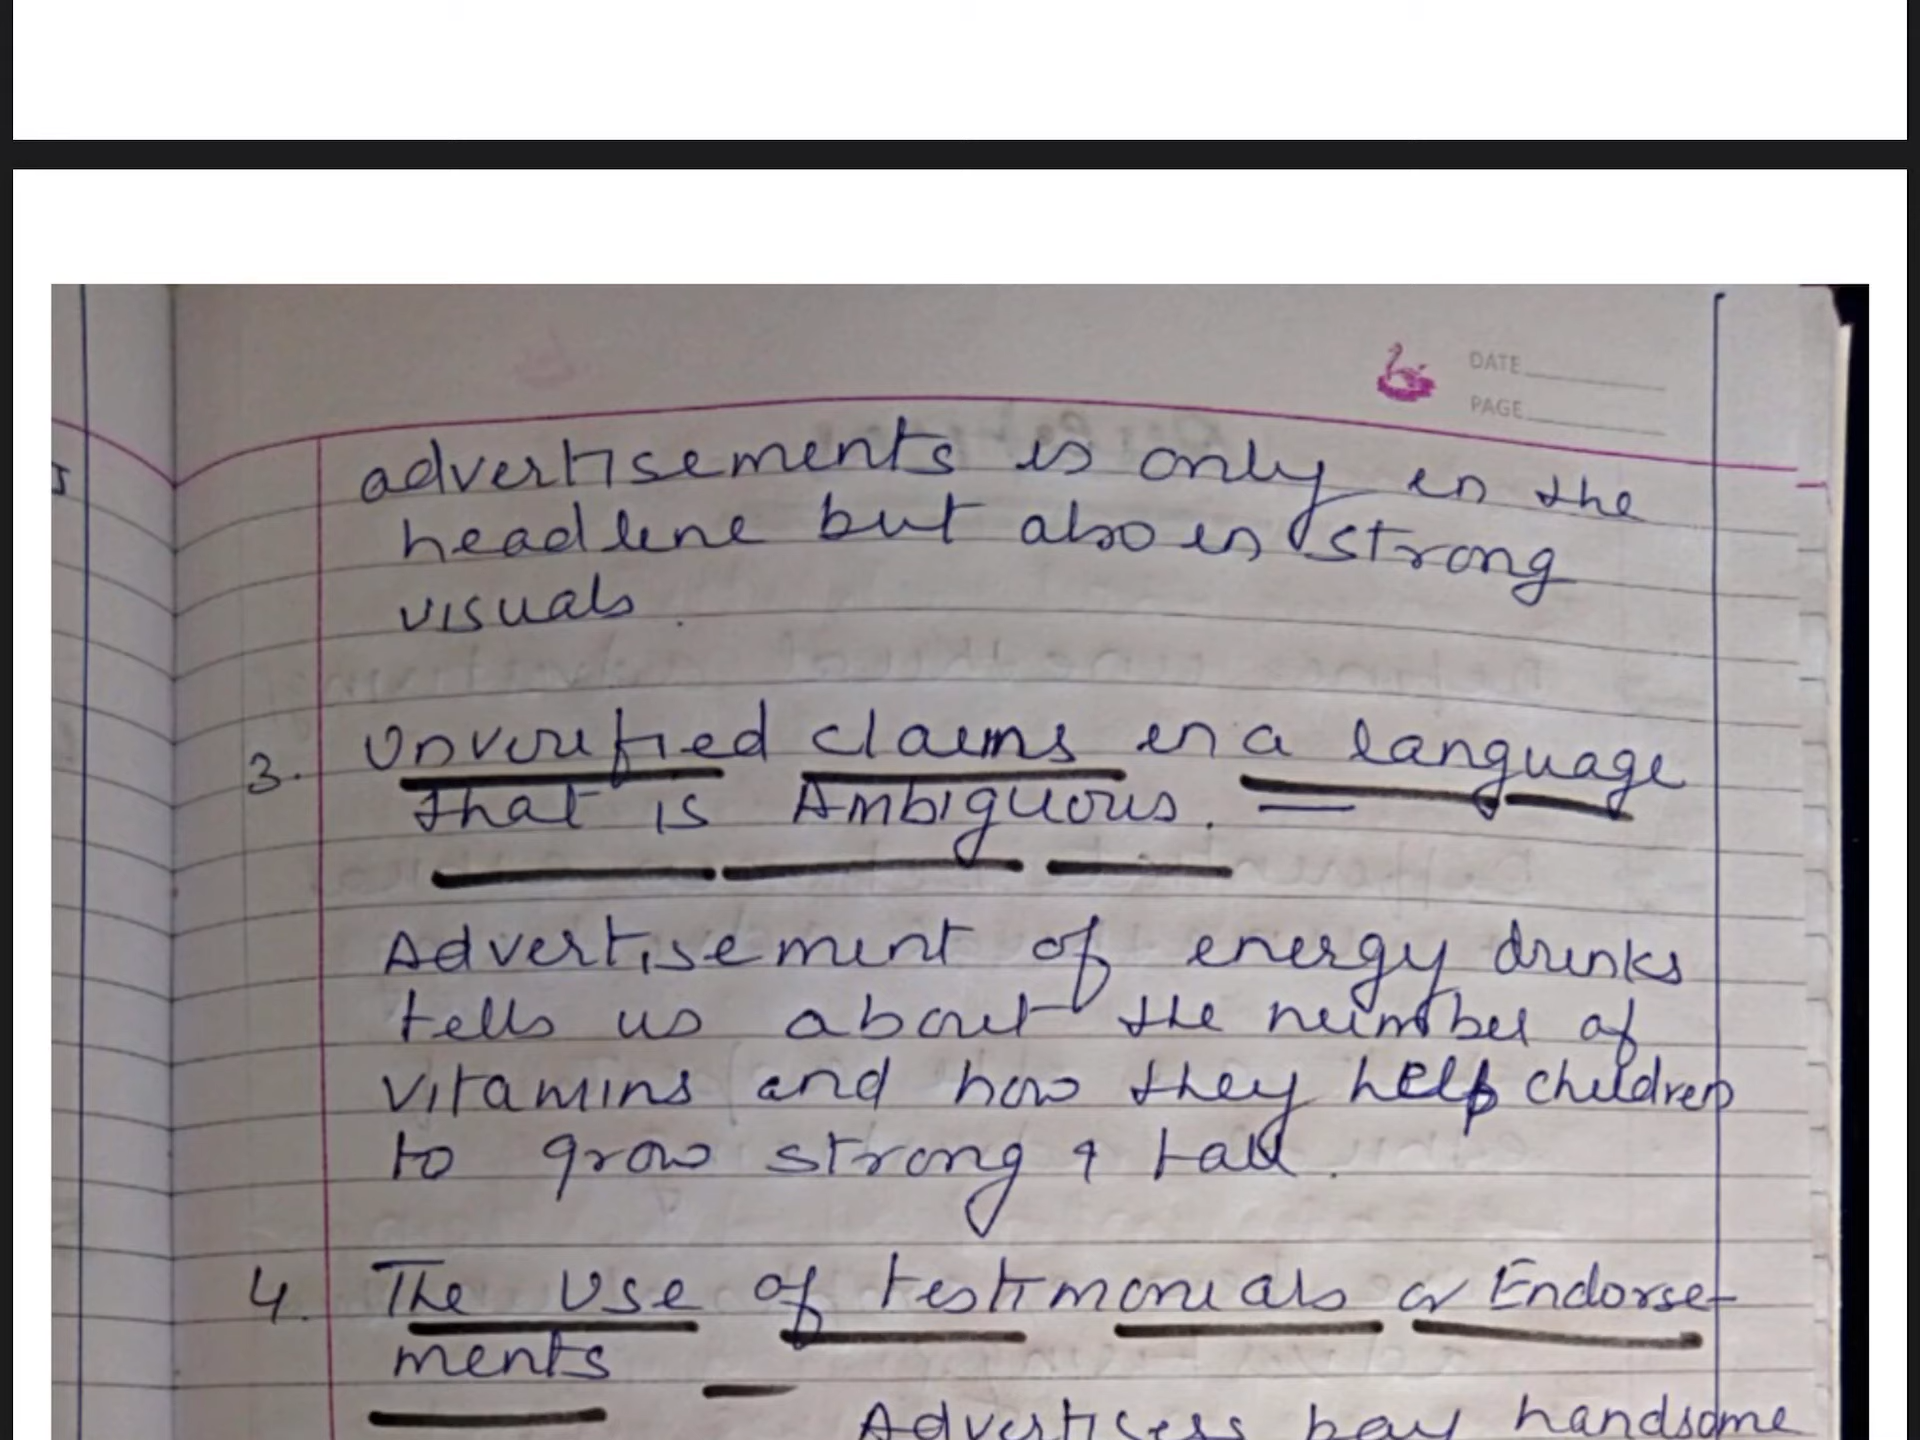 DATE
PAGE
advertisements is only in the
headline but also in strong
visuals.
3. Unverified claims in a language
that is Ambiguous. —
Advertisement of energy drinks
tells us about the number of
vitamins and how they help children
to grow strong & tall.
4. The Use of testimonials or Endorse-
ments —
Advertisers pay handsome